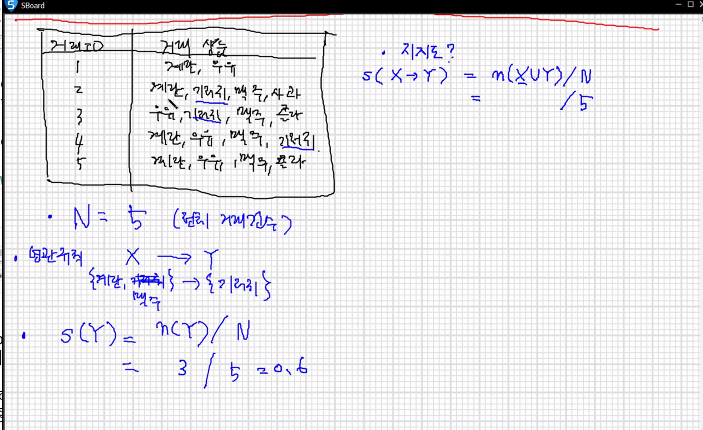 SBoard
거래ID 거래 상품
1 계란, 우유
2 계란, 기저귀, 맥주, 사과
3 우유, 기저귀, 맥주, 콜라
4 계란, 우유, 맥주, 기저귀
5 계란, 우유, 맥주, 콜라
• N = 5 (전체 거래건수)
• 연관규칙 X → Y
{계란, 맥주} → {기저귀}
• s(Y) = n(Y) / N
= 3 / 5 = 0.6
• 지지도?
s(X→Y) = n(X∪Y)/N
= /5